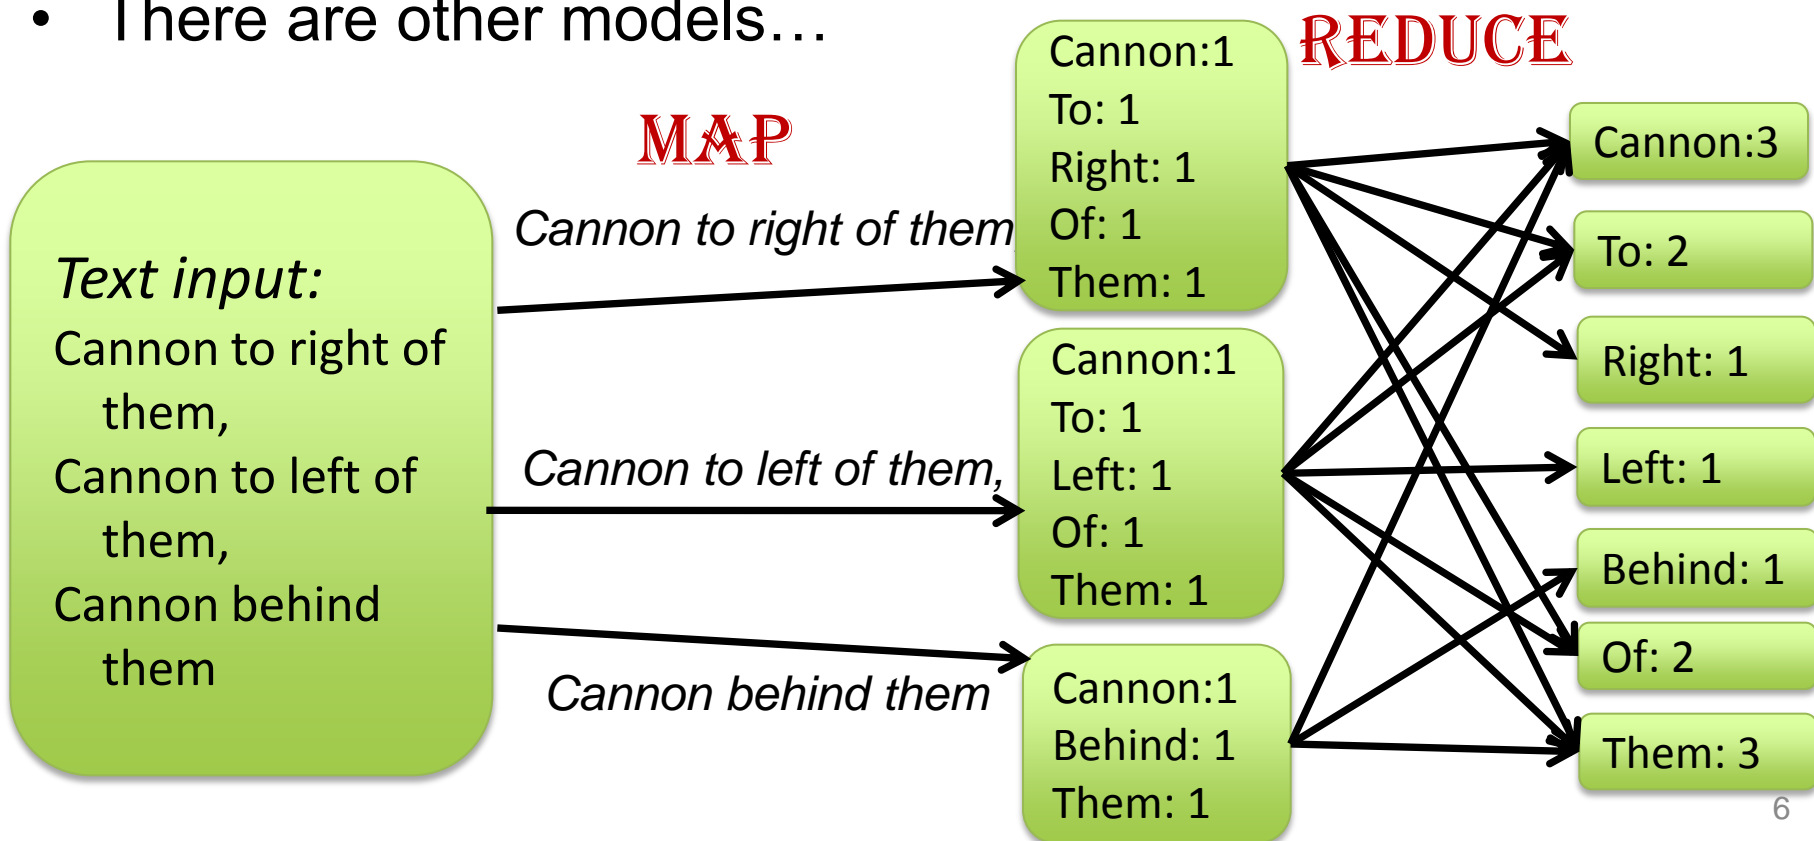 • There are other models…
MAP
REDUCE
Text input:
Cannon to right of
them,
Cannon to left of
them,
Cannon behind
them
Cannon to right of them,
Cannon to left of them,
Cannon behind them
Cannon:1
To: 1
Right: 1
Of: 1
Them: 1
Cannon:1
To: 1
Left: 1
Of: 1
Them: 1
Cannon:1
Behind: 1
Them: 1
Cannon:3
To: 2
Right: 1
Left: 1
Behind: 1
Of: 2
Them: 3
6